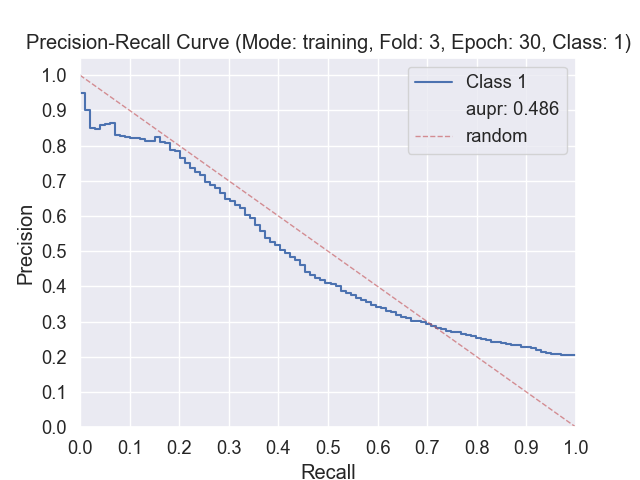 Precision-Recall Curve (Mode: training, Fold: 3, Epoch: 30, Class: 1)
Class 1
aupr: 0.486
random
Precision
1.0
0.9
0.8
0.7
0.6
0.5
0.4
0.3
0.2
0.1
0.0
0.0 0.1 0.2 0.3 0.4 0.5 0.6 0.7 0.8 0.9 1.0
Recall